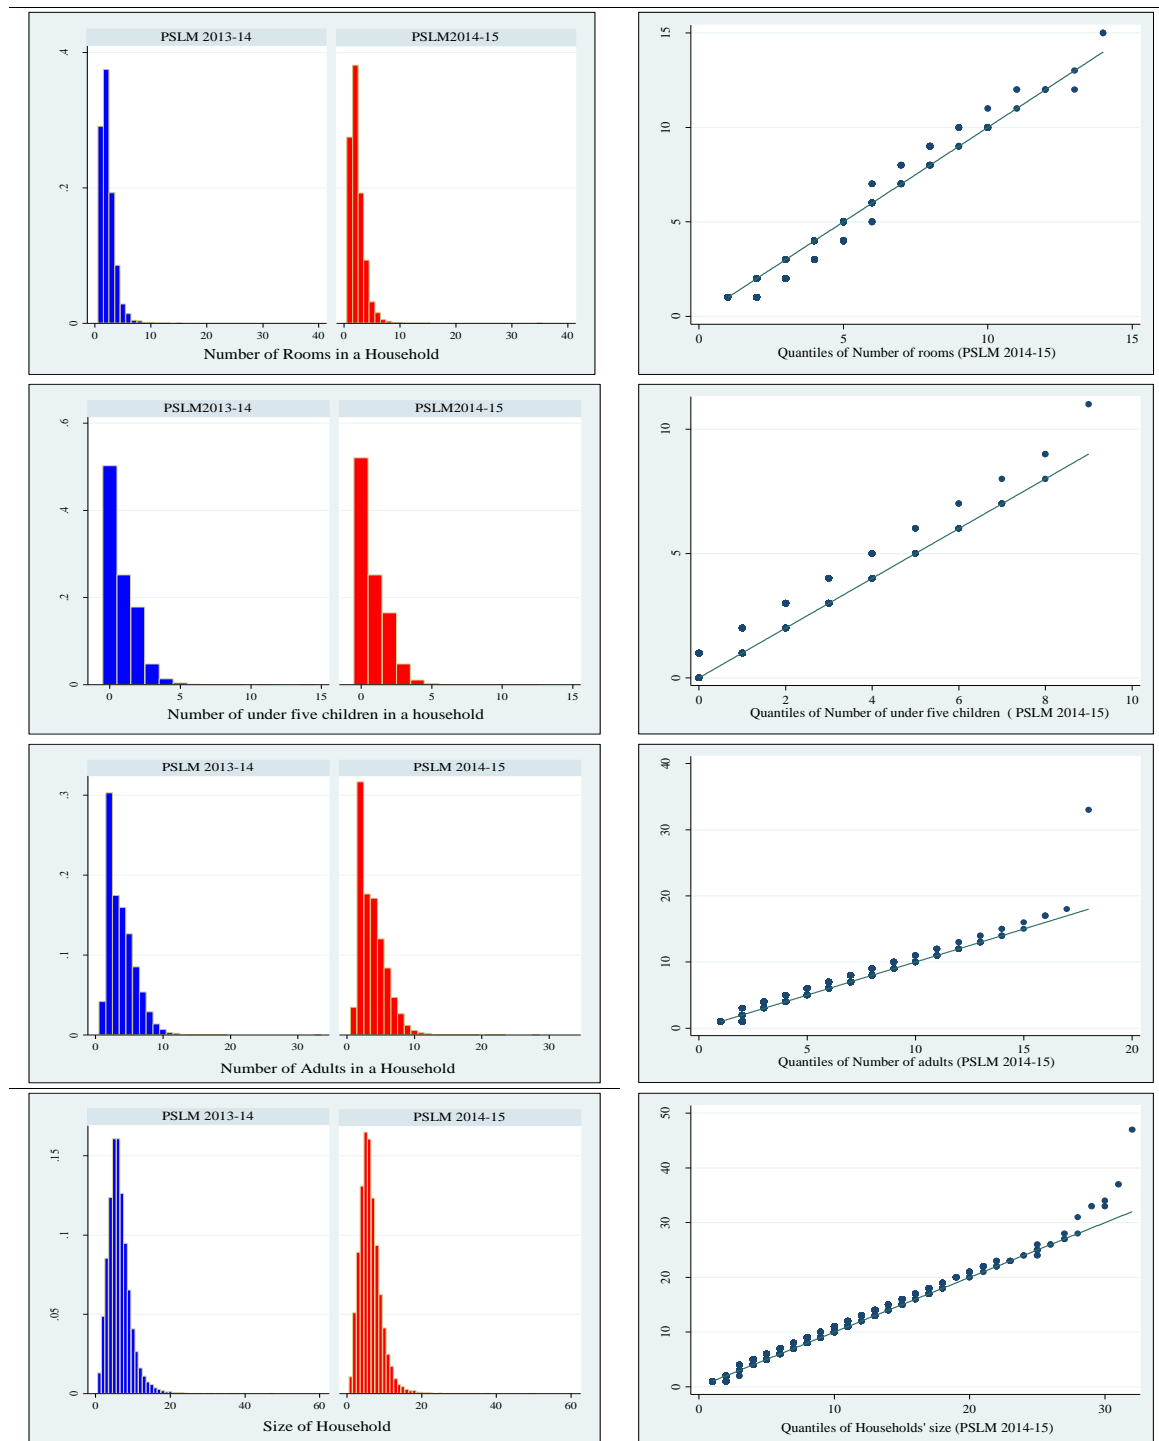 PSLM 2013-14 PSLM2014-15
.4
.2
0
0 10 20 30 40 0 10 20 30 40
Number of Rooms in a Household
15
10
5
0
0 5 10 15
Quantiles of Number of rooms (PSLM 2014-15)
PSLM2013-14 PSLM2014-15
.6
.4
.2
0
0 5 10 15 0 5 10 15
Number of under five children in a household
10
5
0
0 2 4 6 8 10
Quantiles of Number of under five children ( PSLM 2014-15)
PSLM 2013-14 PSLM 2014-15
.3
.2
.1
0
0 10 20 30 0 10 20 30
Number of Adults in a Household
40
30
20
10
0
0 5 10 15 20
Quantiles of Number of adults (PSLM 2014-15)
PSLM 2013-14 PSLM 2014-15
.15
.1
.05
0
0 20 40 60 0 20 40 60
Size of Household
50
40
30
20
10
0
0 10 20 30
Quantiles of Households' size (PSLM 2014-15)